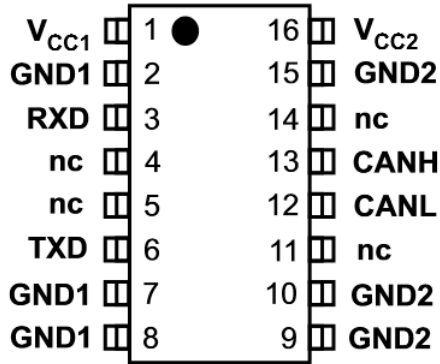 VCC1 1 16 VCC2
GND1 2 15 GND2
RXD 3 14 nc
nc 4 13 CANH
nc 5 12 CANL
TXD 6 11 nc
GND1 7 10 GND2
GND1 8 9 GND2